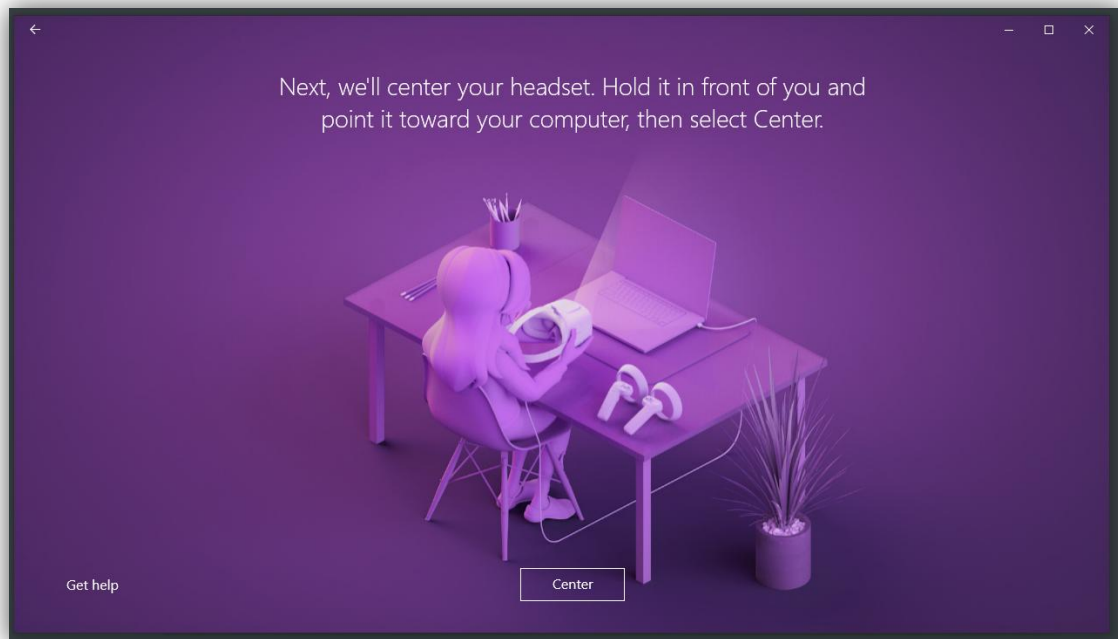 Next, we'll center your headset. Hold it in front of you and
point it toward your computer, then select Center.
Get help
Center